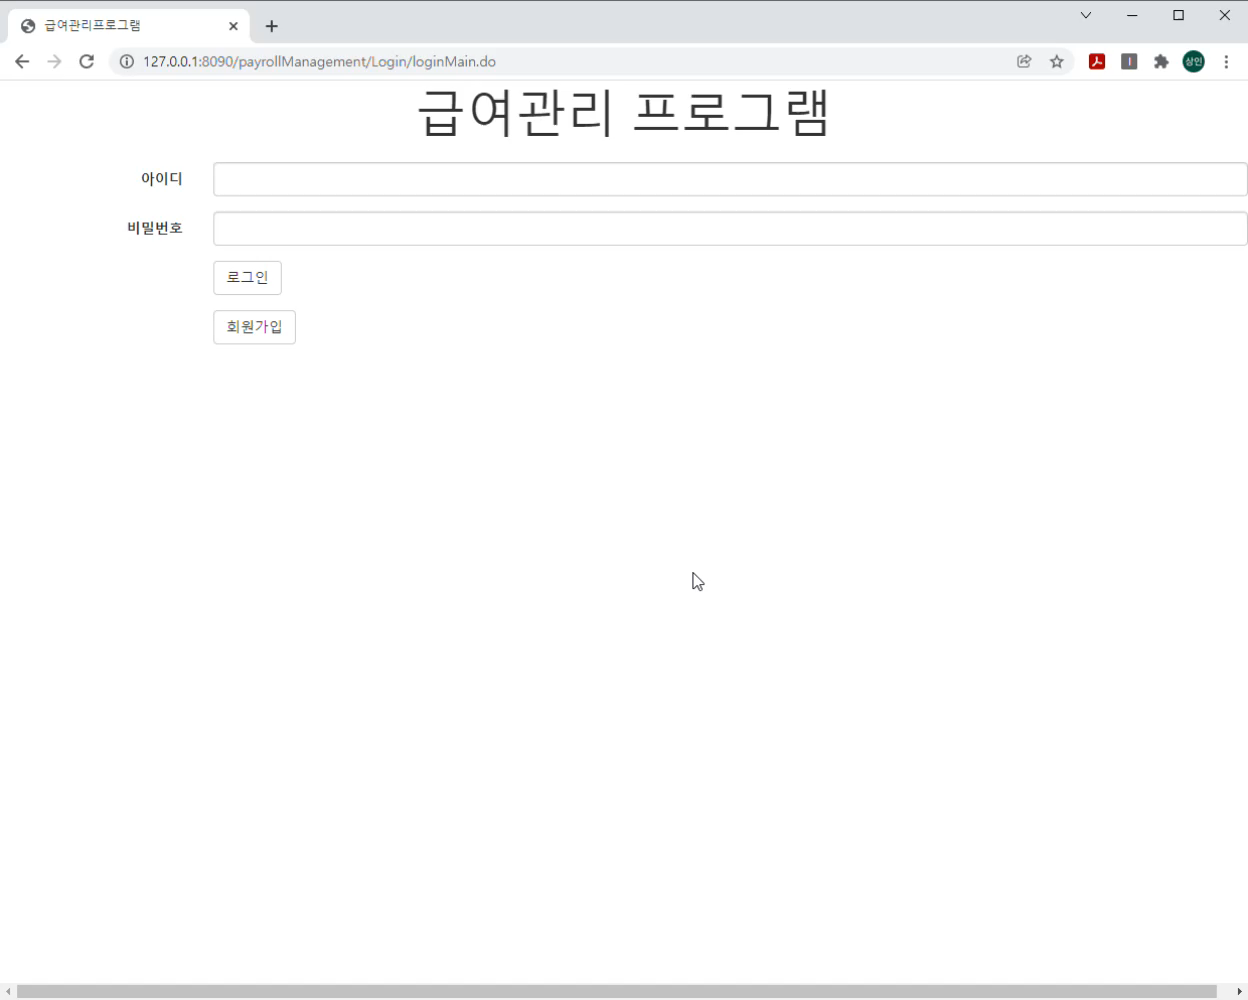 급여관리프로그램
127.0.0.1:8090/payrollManagement/Login/loginMain.do
상인
급여관리 프로그램
아이디
비밀번호
로그인
회원가입